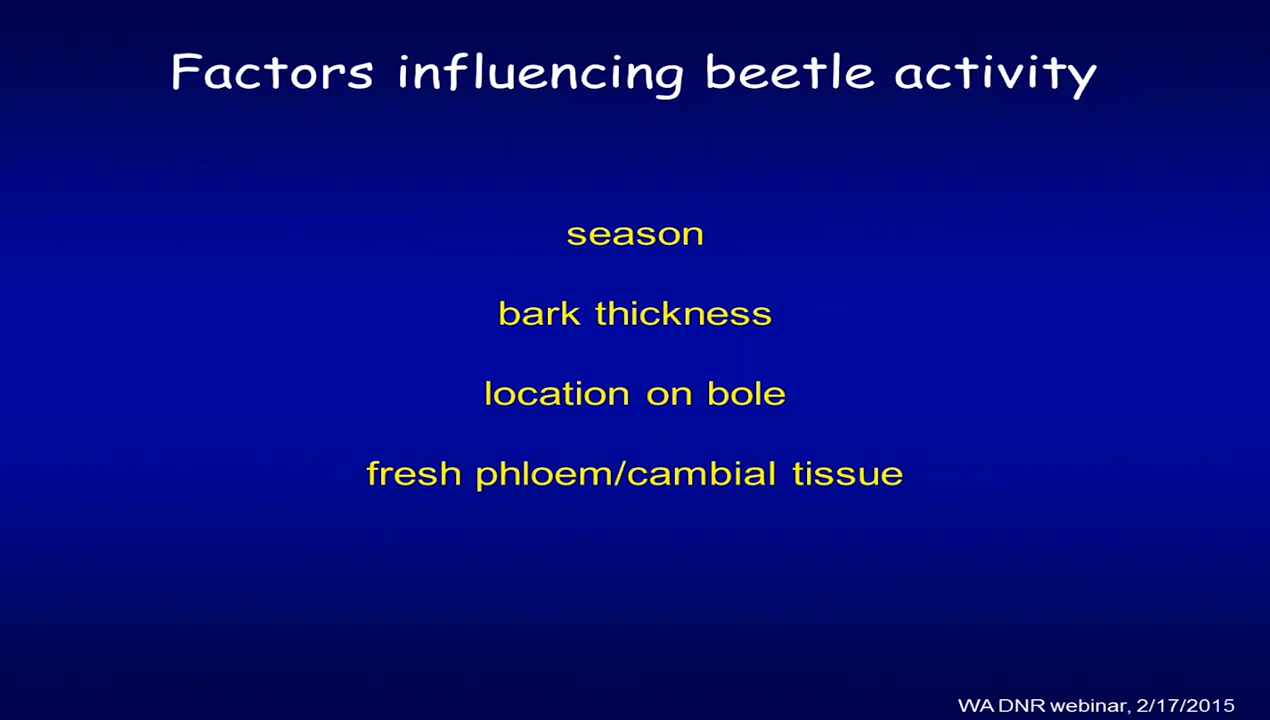 Factors influencing beetle activity
season
bark thickness
location on bole
fresh phloem/cambial tissue
WA DNR webinar, 2/17/2015